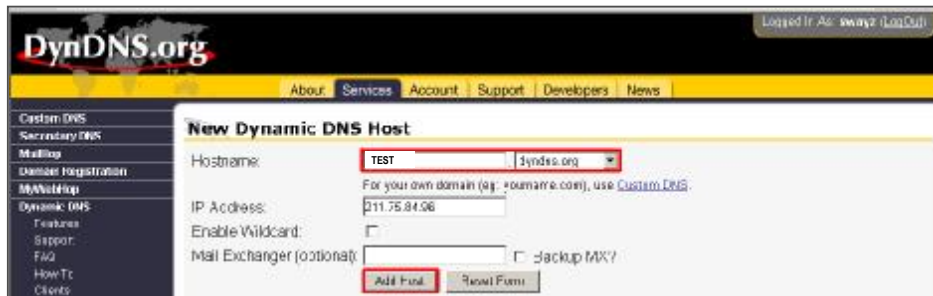 Logged In As: swayz (Log Out)
DynDNS.org
About Services Account Support Developers News
Custom DNS
Secondary DNS
MailHop
Domain Registration
MyWebHop
Dynamic DNS
Features
Support
FAQ
How To
Clients
New Dynamic DNS Host
Hostname: TEST . dyndns.org
For your own domain (eg: yourname.com), use Custom DNS.
IP Address: 211.75.84.96
Enable Wildcard:
Mail Exchanger (optional): Backup MX?
Add Host Reset Form